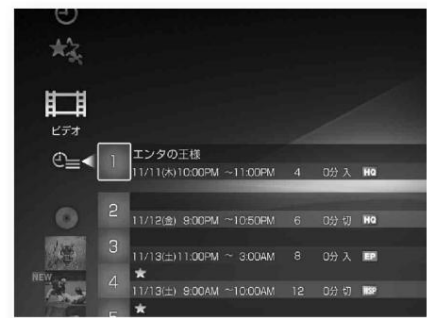 ビデオ
1
エンタの王様
11/11(木)10:00PM ~11:00PM 4 0分 入 HQ
2
11/12(金) 9:00PM ~10:50PM 6 0分 切 HQ
3
11/13(土)11:00PM ~ 3:00AM 8 0分 入 EP
NEW
4
11/13(土) 9:00AM ~10:00AM 12 0分 切
5